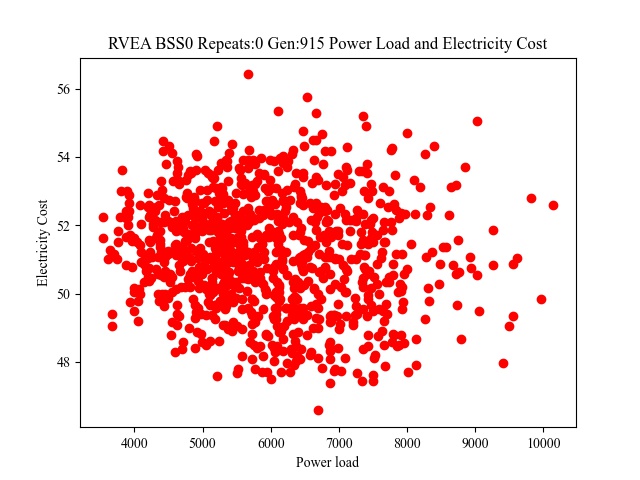 RVEA BSS0 Repeats:0 Gen:915 Power Load and Electricity Cost
56
54
52
50
48
Electricity Cost
4000 5000 6000 7000 8000 9000 10000
Power load